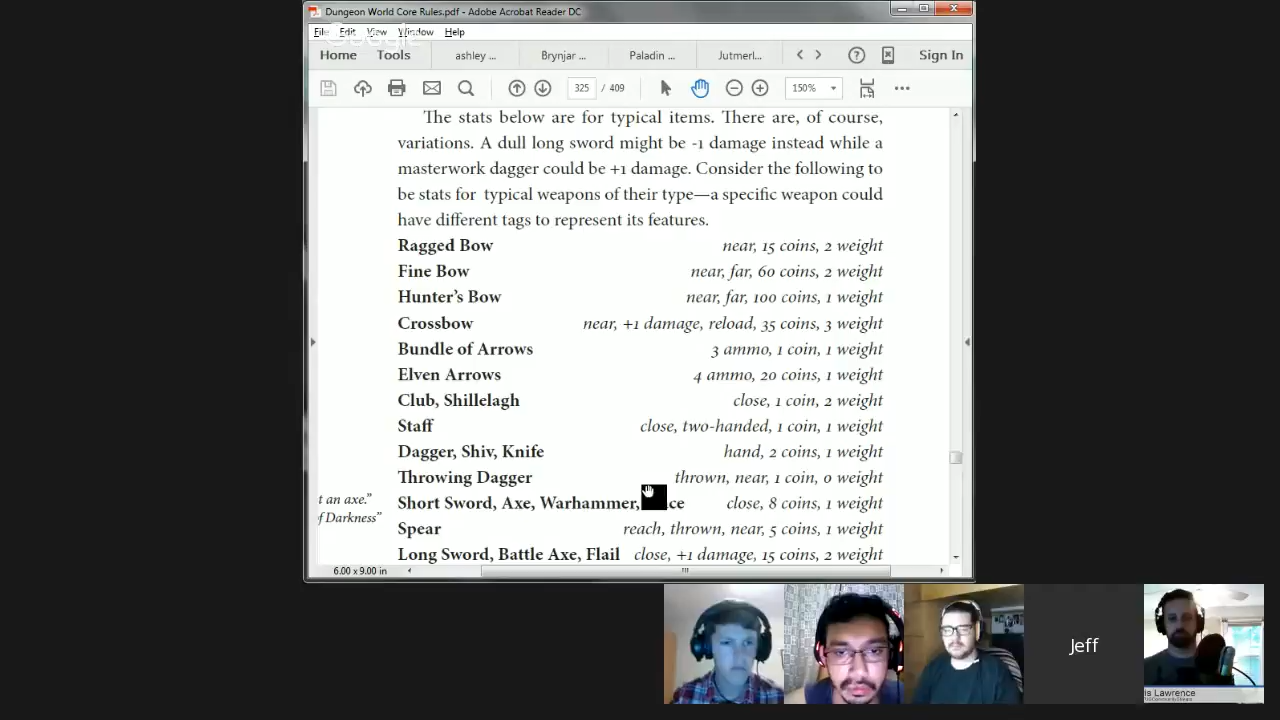 Dungeon World Core Rules.pdf - Adobe Acrobat Reader DC
File Edit View Window Help
Google
Home Tools ashley ... Brynjar ... Paladin ... Jutmerl... Sign In
325 / 409 150%
The stats below are for typical items. There are, of course,
variations. A dull long sword might be -1 damage instead while a
masterwork dagger could be +1 damage. Consider the following to
be stats for typical weapons of their type—a specific weapon could
have different tags to represent its features.
Ragged Bow near, 15 coins, 2 weight
Fine Bow near, far, 60 coins, 2 weight
Hunter's Bow near, far, 100 coins, 1 weight
Crossbow near, +1 damage, reload, 35 coins, 3 weight
Bundle of Arrows 3 ammo, 1 coin, 1 weight
Elven Arrows 4 ammo, 20 coins, 1 weight
Club, Shillelagh close, 1 coin, 2 weight
Staff close, two-handed, 1 coin, 1 weight
Dagger, Shiv, Knife hand, 2 coins, 1 weight
Throwing Dagger thrown, near, 1 coin, 0 weight
t an axe."
Short Sword, Axe, Warhammer, ce close, 8 coins, 1 weight
f Darkness"
Spear reach, thrown, near, 5 coins, 1 weight
Long Sword, Battle Axe, Flail close, +1 damage, 15 coins, 2 weight
6.00 x 9.00 in
Jeff
is Lawrence